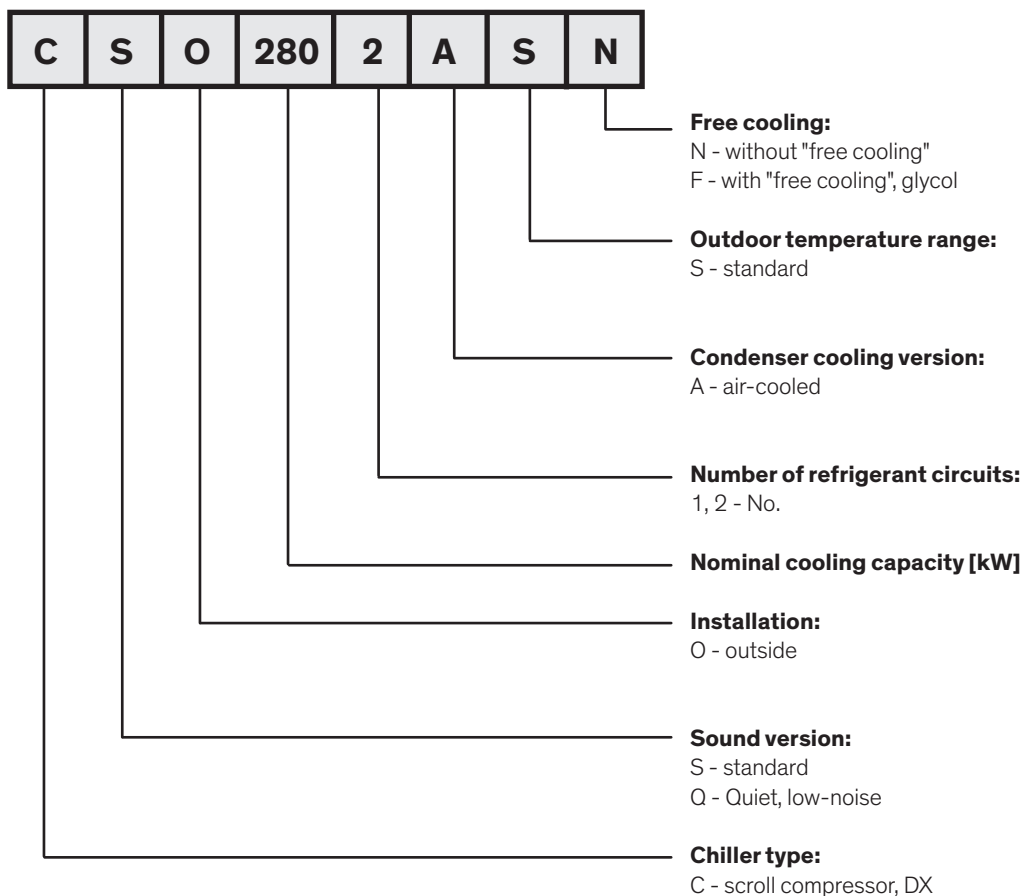 C S O 280 2 A S N
Free cooling:
N - without "free cooling"
F - with "free cooling", glycol
Outdoor temperature range:
S - standard
Condenser cooling version:
A - air-cooled
Number of refrigerant circuits:
1, 2 - No.
Nominal cooling capacity [kW]
Installation:
O - outside
Sound version:
S - standard
Q - Quiet, low-noise
Chiller type:
C - scroll compressor, DX